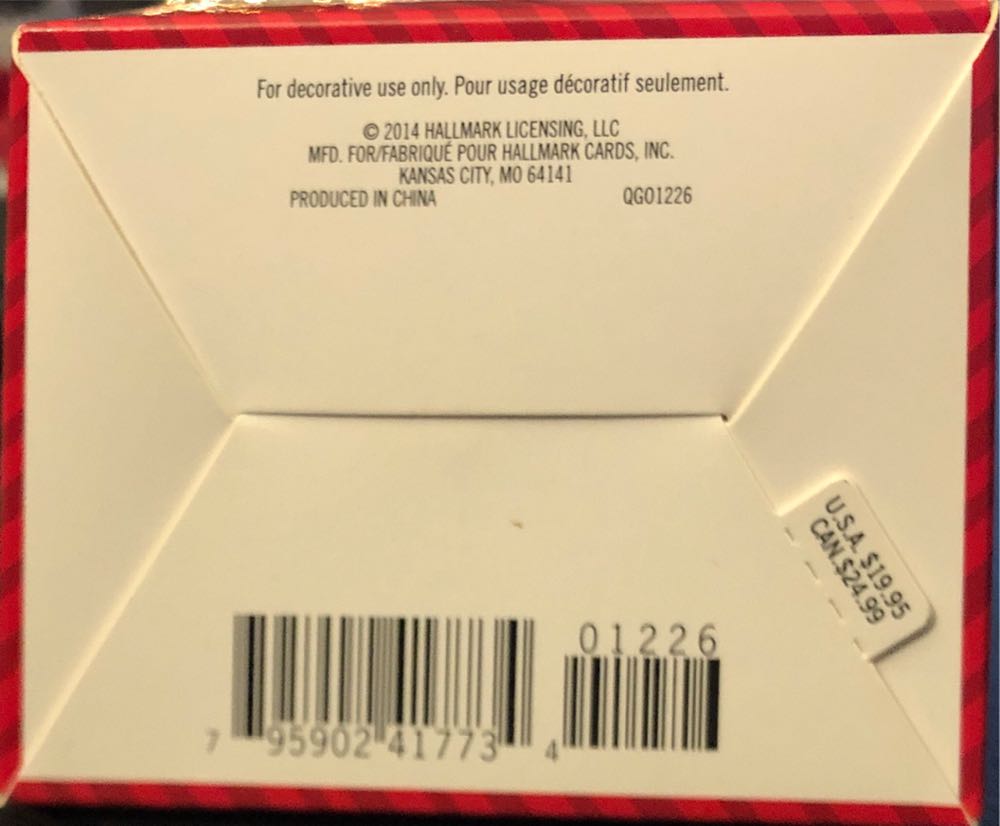 For decorative use only. Pour usage décoratif seulement.
© 2014 HALLMARK LICENSING, LLC
MFD. FOR/FABRIQUÉ POUR HALLMARK CARDS, INC.
KANSAS CITY, MO 64141
PRODUCED IN CHINA QGO1226
U.S.A. $19.95
CAN.$24.99
01226
7 95902 41773 4